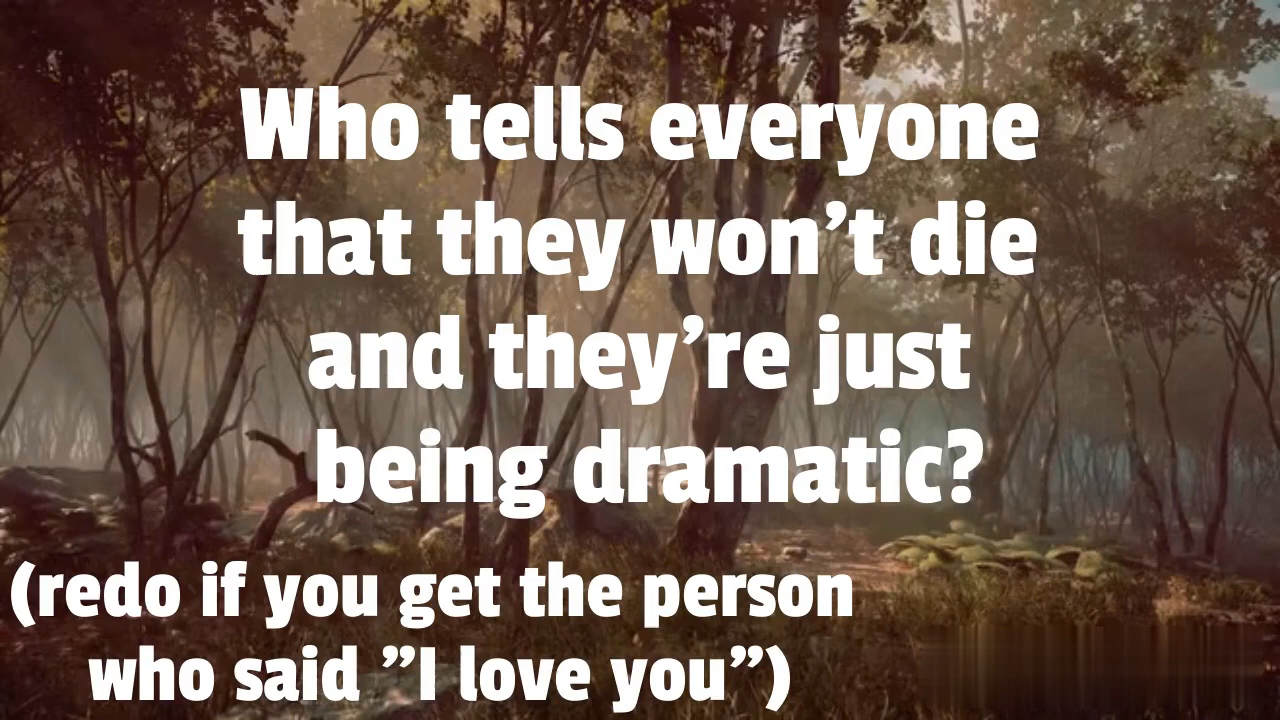 Who tells everyone
that they won’t die
and they’re just
being dramatic?
(redo if you get the person
who said ”I love you”)